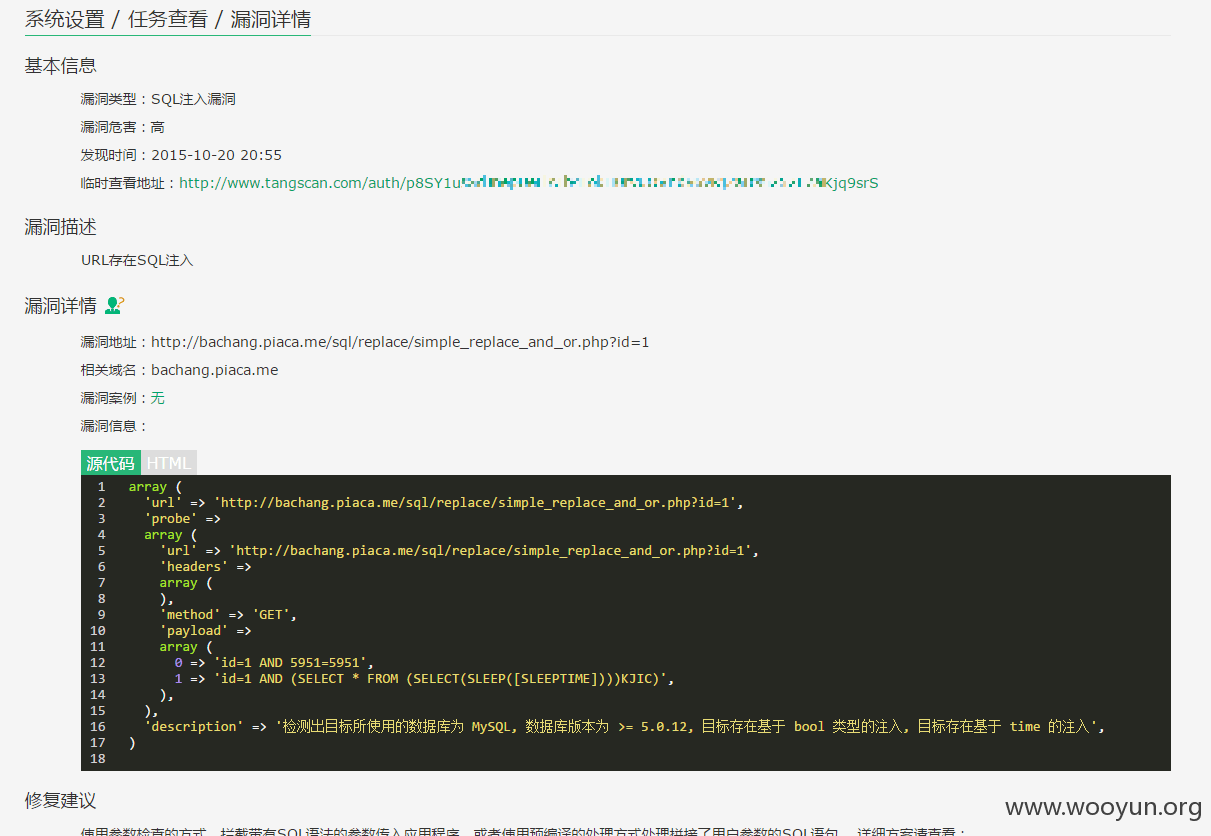 系统设置 / 任务查看 / 漏洞详情
基本信息
漏洞类型：SQL注入漏洞
漏洞危害：高
发现时间：2015-10-20 20:55
临时查看地址：http://www.tangscan.com/auth/p8SY1u Kjq9srS
漏洞描述
URL存在SQL注入
漏洞详情
漏洞地址：http://bachang.piaca.me/sql/replace/simple_replace_and_or.php?id=1
相关域名：bachang.piaca.me
漏洞案例：无
漏洞信息：
源代码 HTML
1 array (
2 'url' => 'http://bachang.piaca.me/sql/replace/simple_replace_and_or.php?id=1',
3 'probe' =>
4 array (
5 'url' => 'http://bachang.piaca.me/sql/replace/simple_replace_and_or.php?id=1',
6 'headers' =>
7 array (
8 ),
9 'method' => 'GET',
10 'payload' =>
11 array (
12 0 => 'id=1 AND 5951=5951',
13 1 => 'id=1 AND (SELECT * FROM (SELECT(SLEEP([SLEEPTIME])))KJIC)',
14 ),
15 ),
16 'description' => '检测出目标所使用的数据库为 MySQL, 数据库版本为 >= 5.0.12, 目标存在基于 bool 类型的注入, 目标存在基于 time 的注入',
17 )
18
修复建议
www.wooyun.org
使用参数检查的方式，拦截带有SQL语法的参数传入应用程序，或者使用预编译的处理方式处理拼接了用户参数的SQL语句，详细方案请查看：